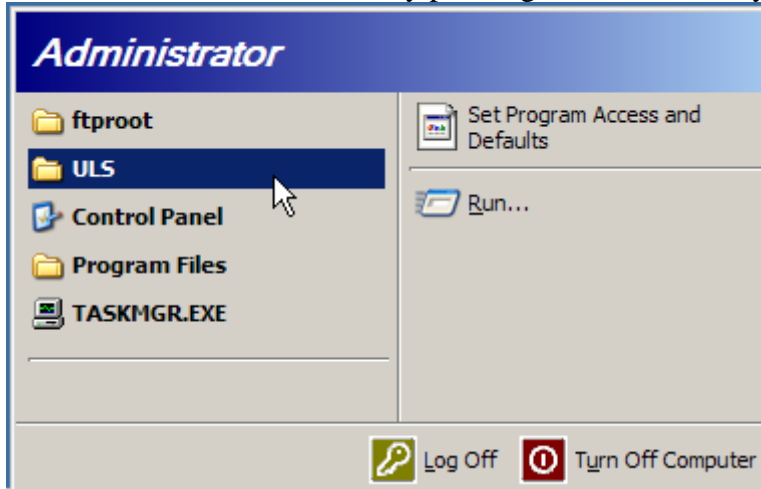 Administrator
ftproot
ULS
Control Panel
Program Files
TASKMGR.EXE
Set Program Access and
Defaults
Run...
Log Off
Turn Off Computer